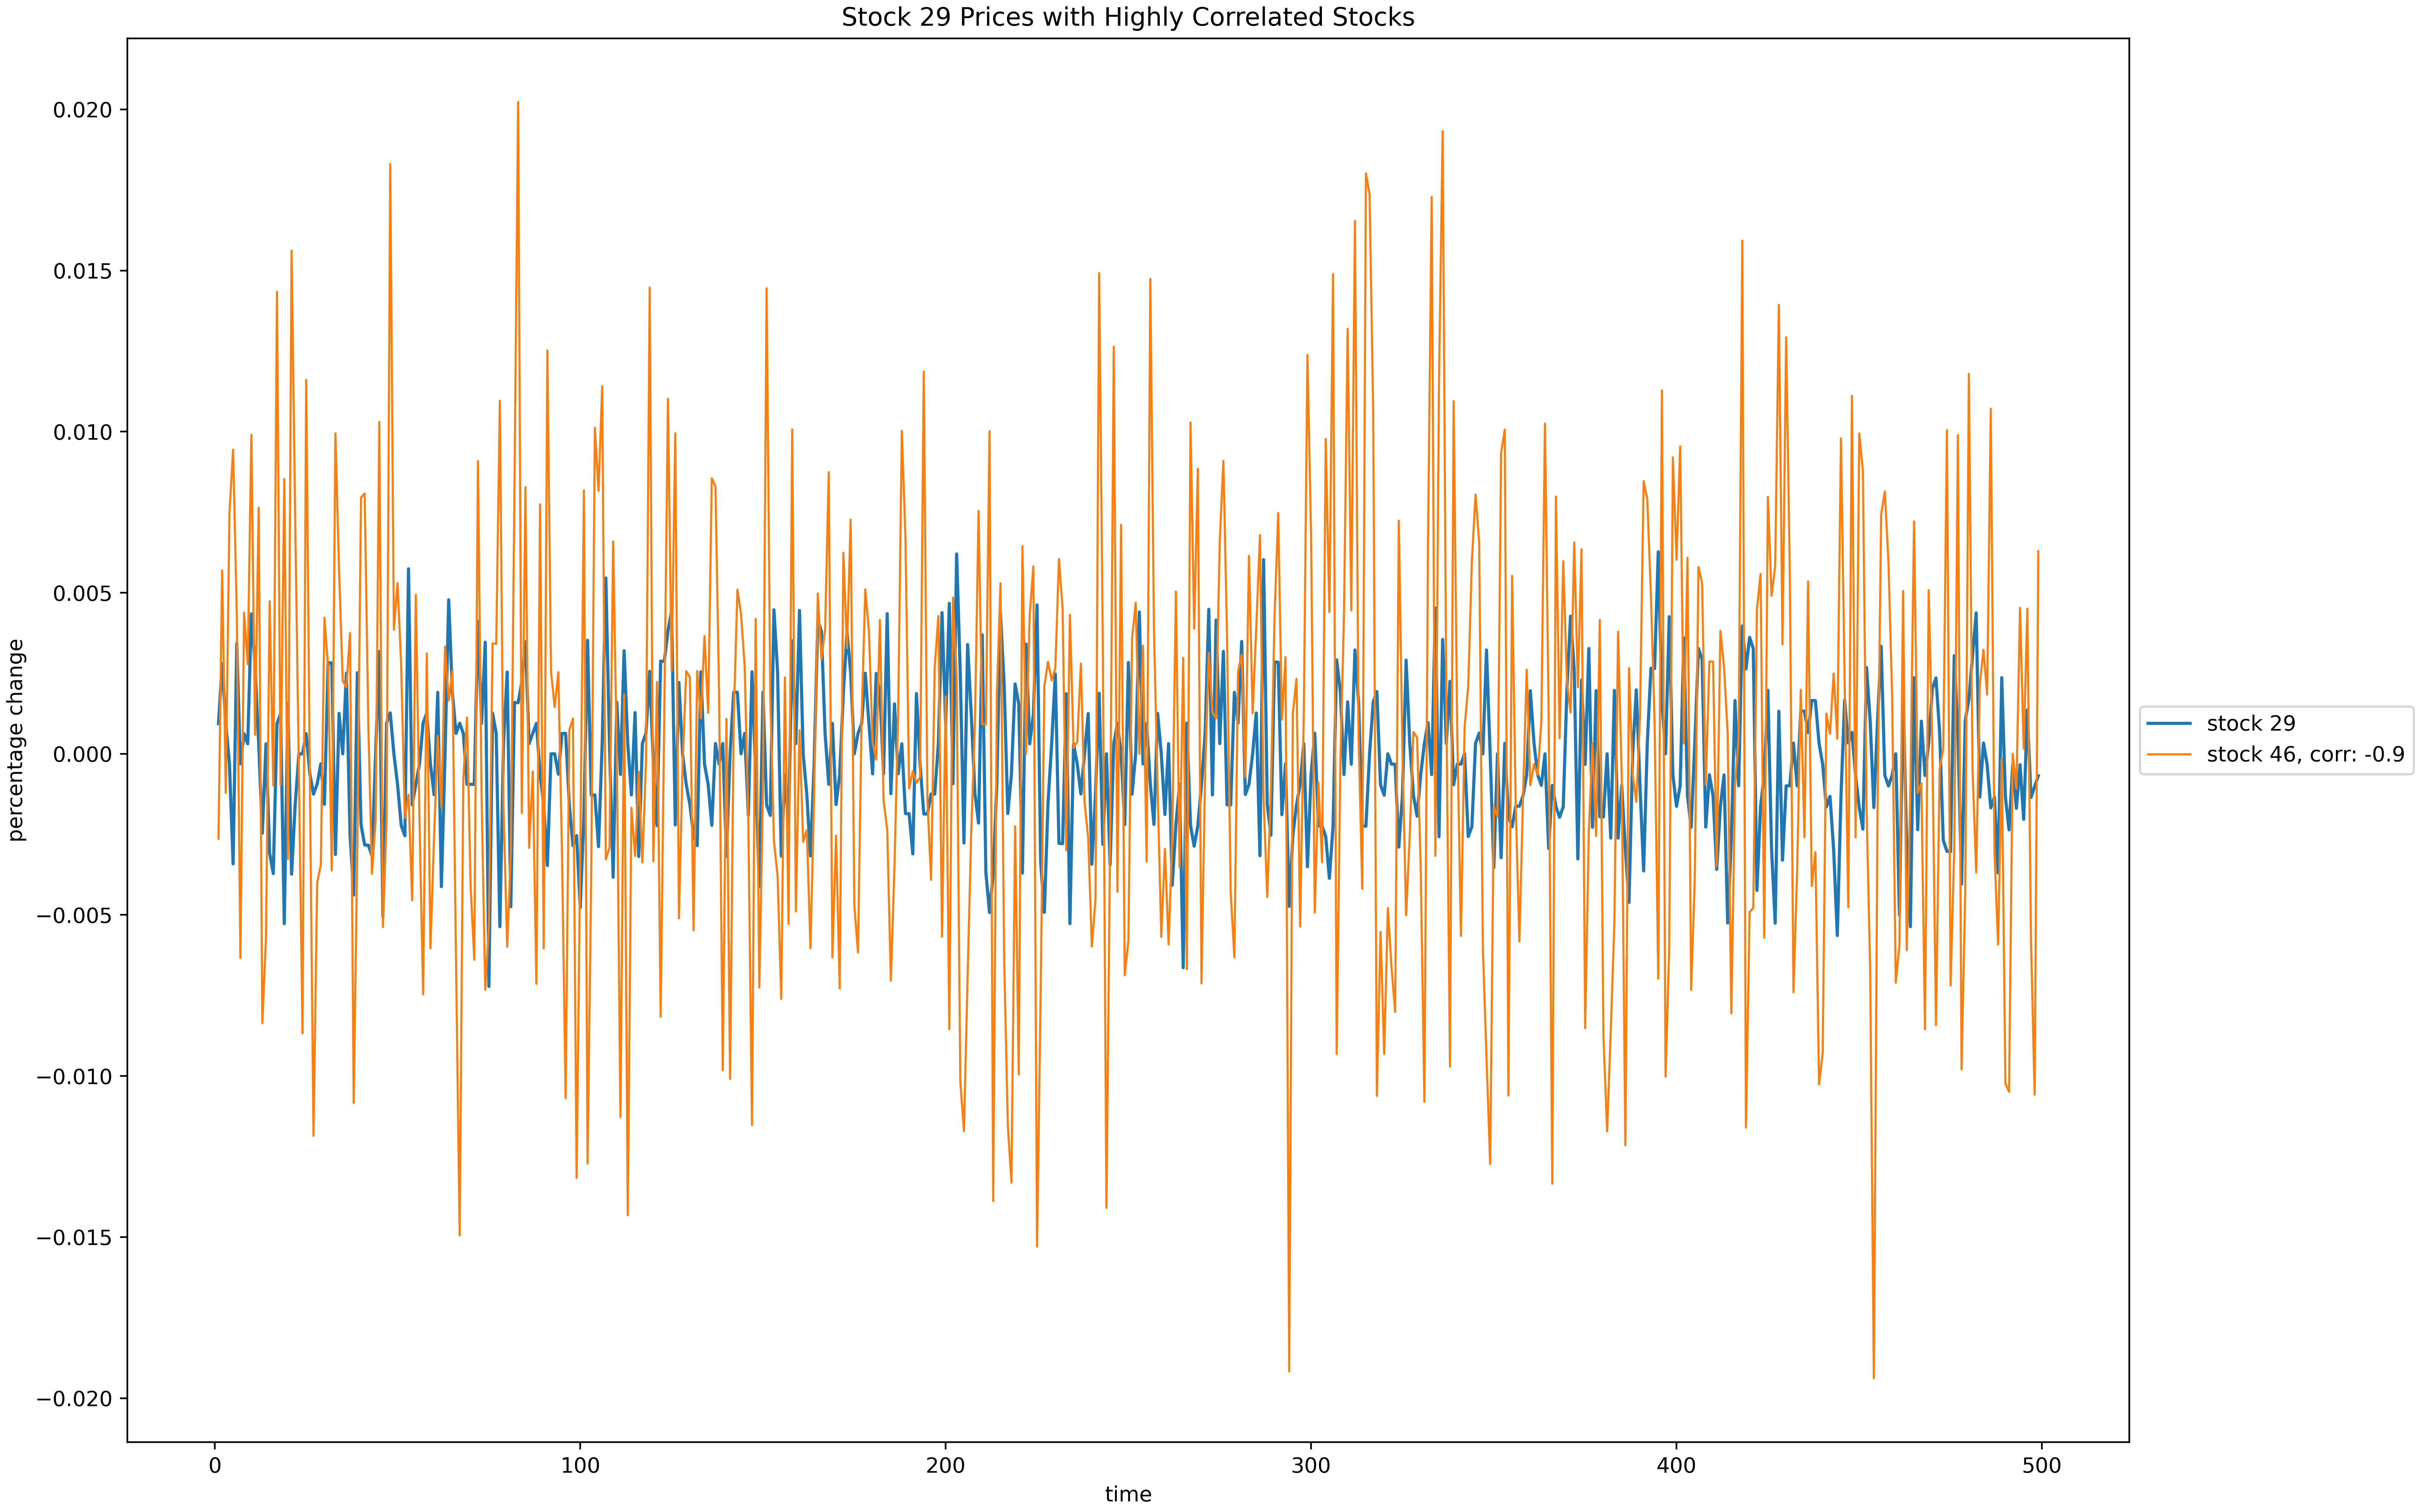 Stock 29 Prices with Highly Correlated Stocks
percentage change
0.020
0.015
0.010
0.005
0.000
−0.005
−0.010
−0.015
−0.020
0 100 200 300 400 500
time
stock 29
stock 46, corr: -0.9